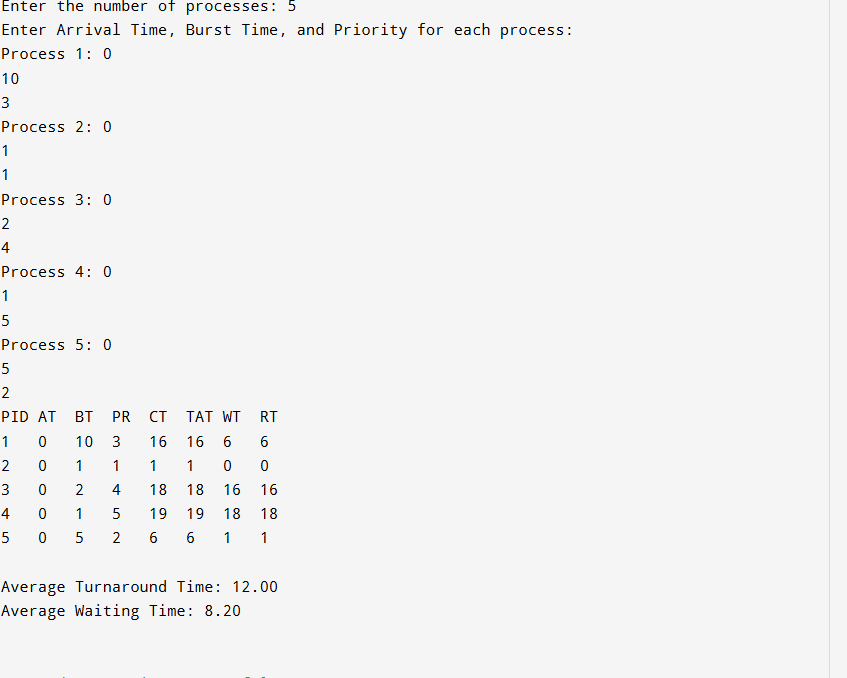 Enter the number of processes: 5
Enter Arrival Time, Burst Time, and Priority for each process:
Process 1: 0
10
3
Process 2: 0
1
1
Process 3: 0
2
4
Process 4: 0
1
5
Process 5: 0
5
2
PID AT  BT  PR  CT  TAT WT  RT
1   0   10  3   16  16  6   6
2   0   1   1   1   1   0   0
3   0   2   4   18  18  16  16
4   0   1   5   19  19  18  18
5   0   5   2   6   6   1   1
Average Turnaround Time: 12.00
Average Waiting Time: 8.20